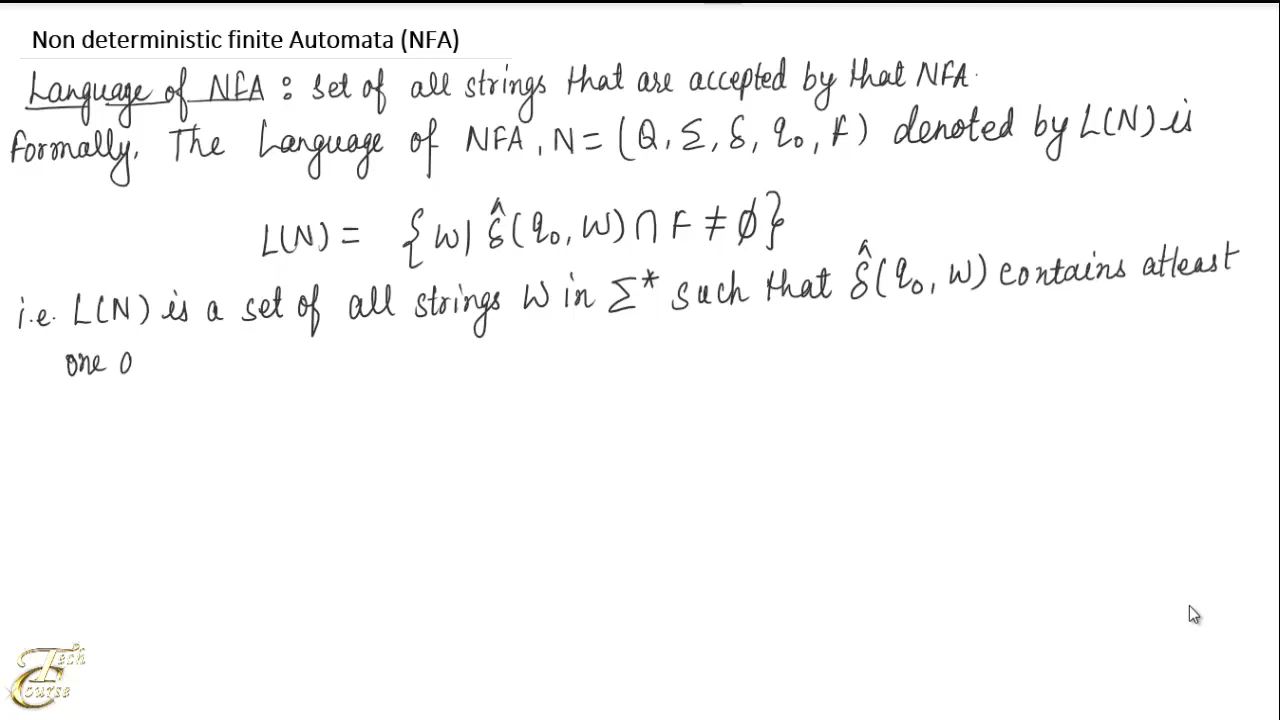 Non deterministic finite Automata (NFA)
Language of NFA : set of all strings that are accepted by that NFA.
formally. The Language of NFA, N = (Q, Σ, δ, q₀, F) denoted by L(N) is
L(N) = { w | δ̂(q₀, w) ∩ F ≠ ∅ }
i.e. L(N) is a set of all strings w in Σ* such that δ̂(q₀, w) contains atleast
one o
Tech
Course